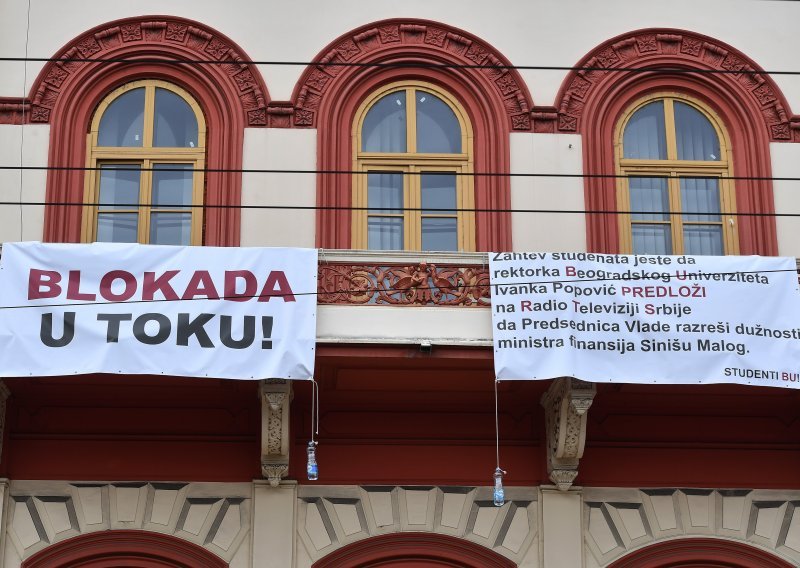 BLOKADA
U TOKU!
Zahtev studenata jeste da
rektorka Beogradskog Univerziteta
Ivanka Popović PREDLOŽI
na Radio Televiziji Srbije
da Predsednica Vlade razreši dužnosti
ministra finansija Sinišu Malog.
STUDENTI BU!